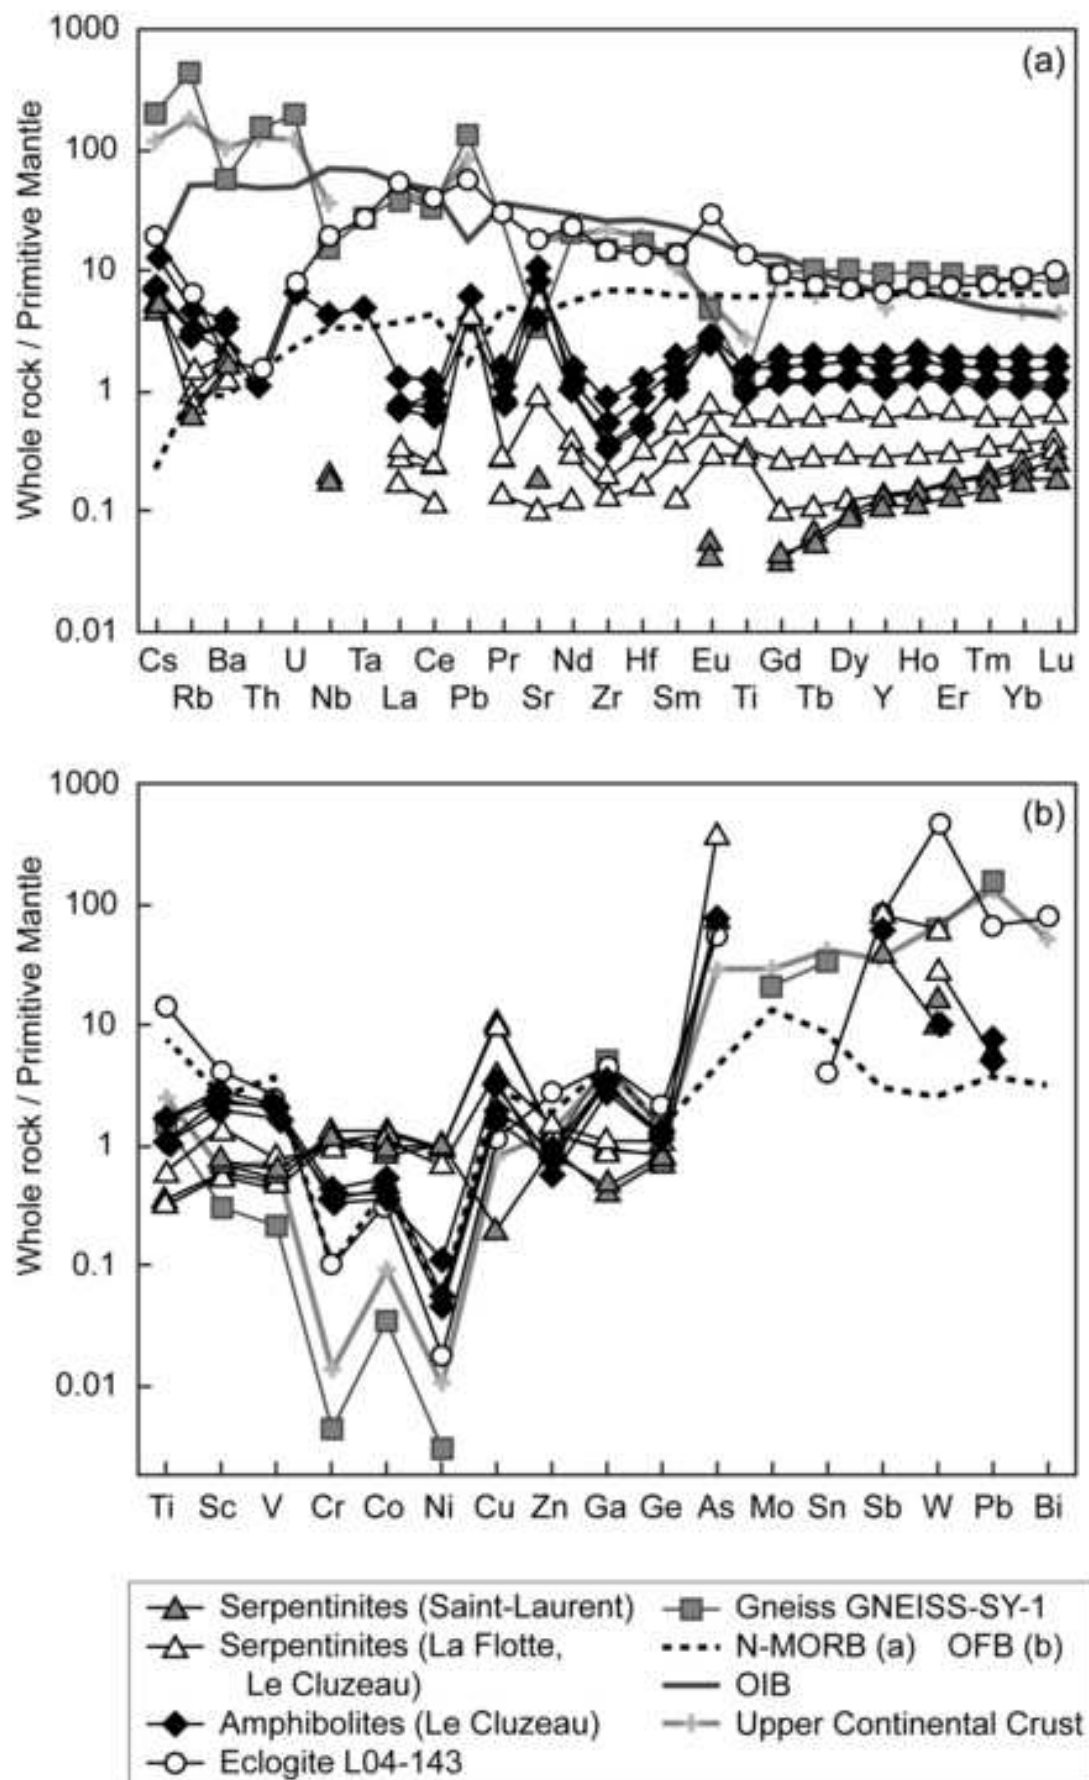 1000
(a)
100
10
1
0.1
0.01
Whole rock / Primitive Mantle
Cs Ba U Ta Ce Pr Nd Hf Eu Gd Dy Ho Tm Lu
Rb Th Nb La Pb Sr Zr Sm Ti Tb Y Er Yb
1000
(b)
100
10
1
0.1
0.01
Whole rock / Primitive Mantle
Ti Sc V Cr Co Ni Cu Zn Ga Ge As Mo Sn Sb W Pb Bi
Serpentinites (Saint-Laurent)
Serpentinites (La Flotte,
Le Cluzeau)
Amphibolites (Le Cluzeau)
Eclogite L04-143
Gneiss GNEISS-SY-1
N-MORB (a) OFB (b)
OIB
Upper Continental Crust